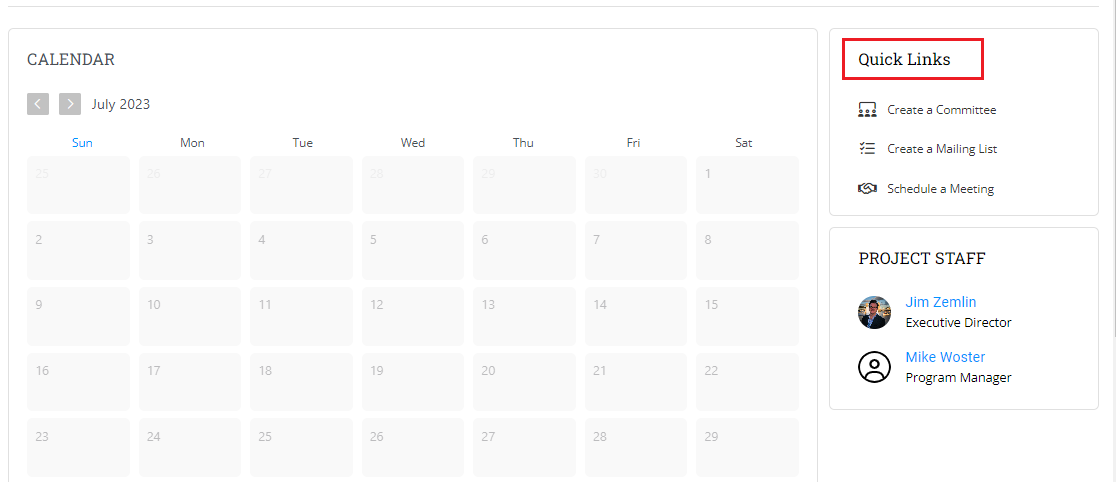 CALENDAR
July 2023
Sun Mon Tue Wed Thu Fri Sat
25 26 27 28 29 30 1
2 3 4 5 6 7 8
9 10 11 12 13 14 15
16 17 18 19 20 21 22
23 24 25 26 27 28 29
Quick Links
Create a Committee
Create a Mailing List
Schedule a Meeting
PROJECT STAFF
Jim Zemlin
Executive Director
Mike Woster
Program Manager